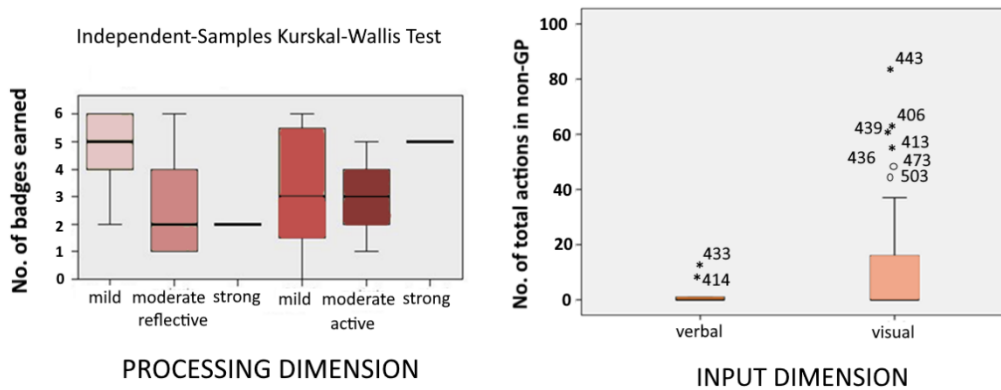 Independent-Samples Kurskal-Wallis Test
No. of badges earned
6
5
4
3
2
1
0
mild moderate strong mild moderate strong
reflective active
PROCESSING DIMENSION
No. of total actions in non-GP
100
80
60
40
20
0
443
406
439
413
436
473
503
433
414
verbal visual
INPUT DIMENSION